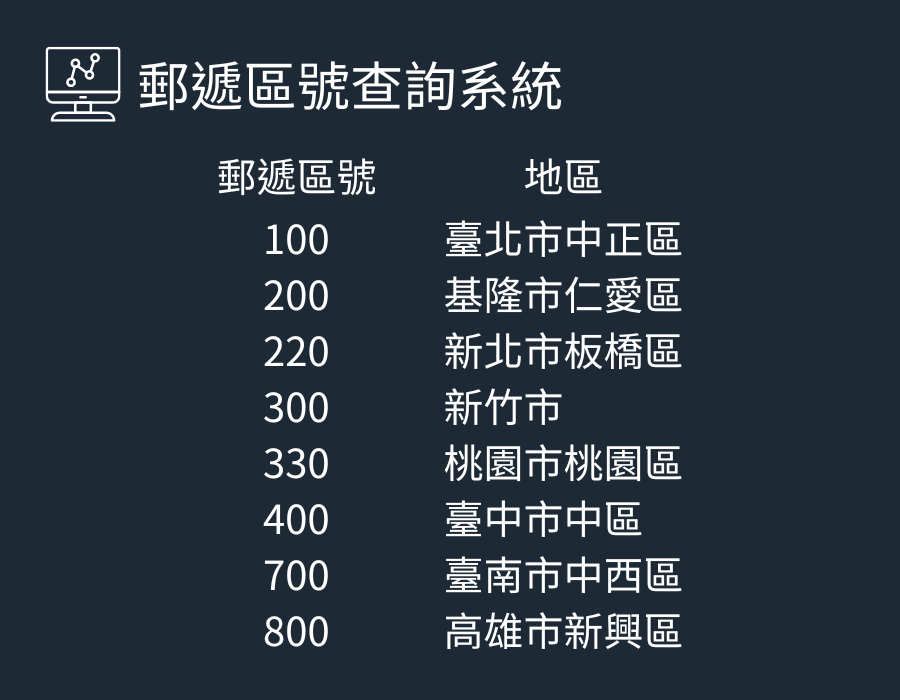 郵遞區號查詢系統
郵遞區號 地區
100 臺北市中正區
200 基隆市仁愛區
220 新北市板橋區
300 新竹市
330 桃園市桃園區
400 臺中市中區
700 臺南市中西區
800 高雄市新興區